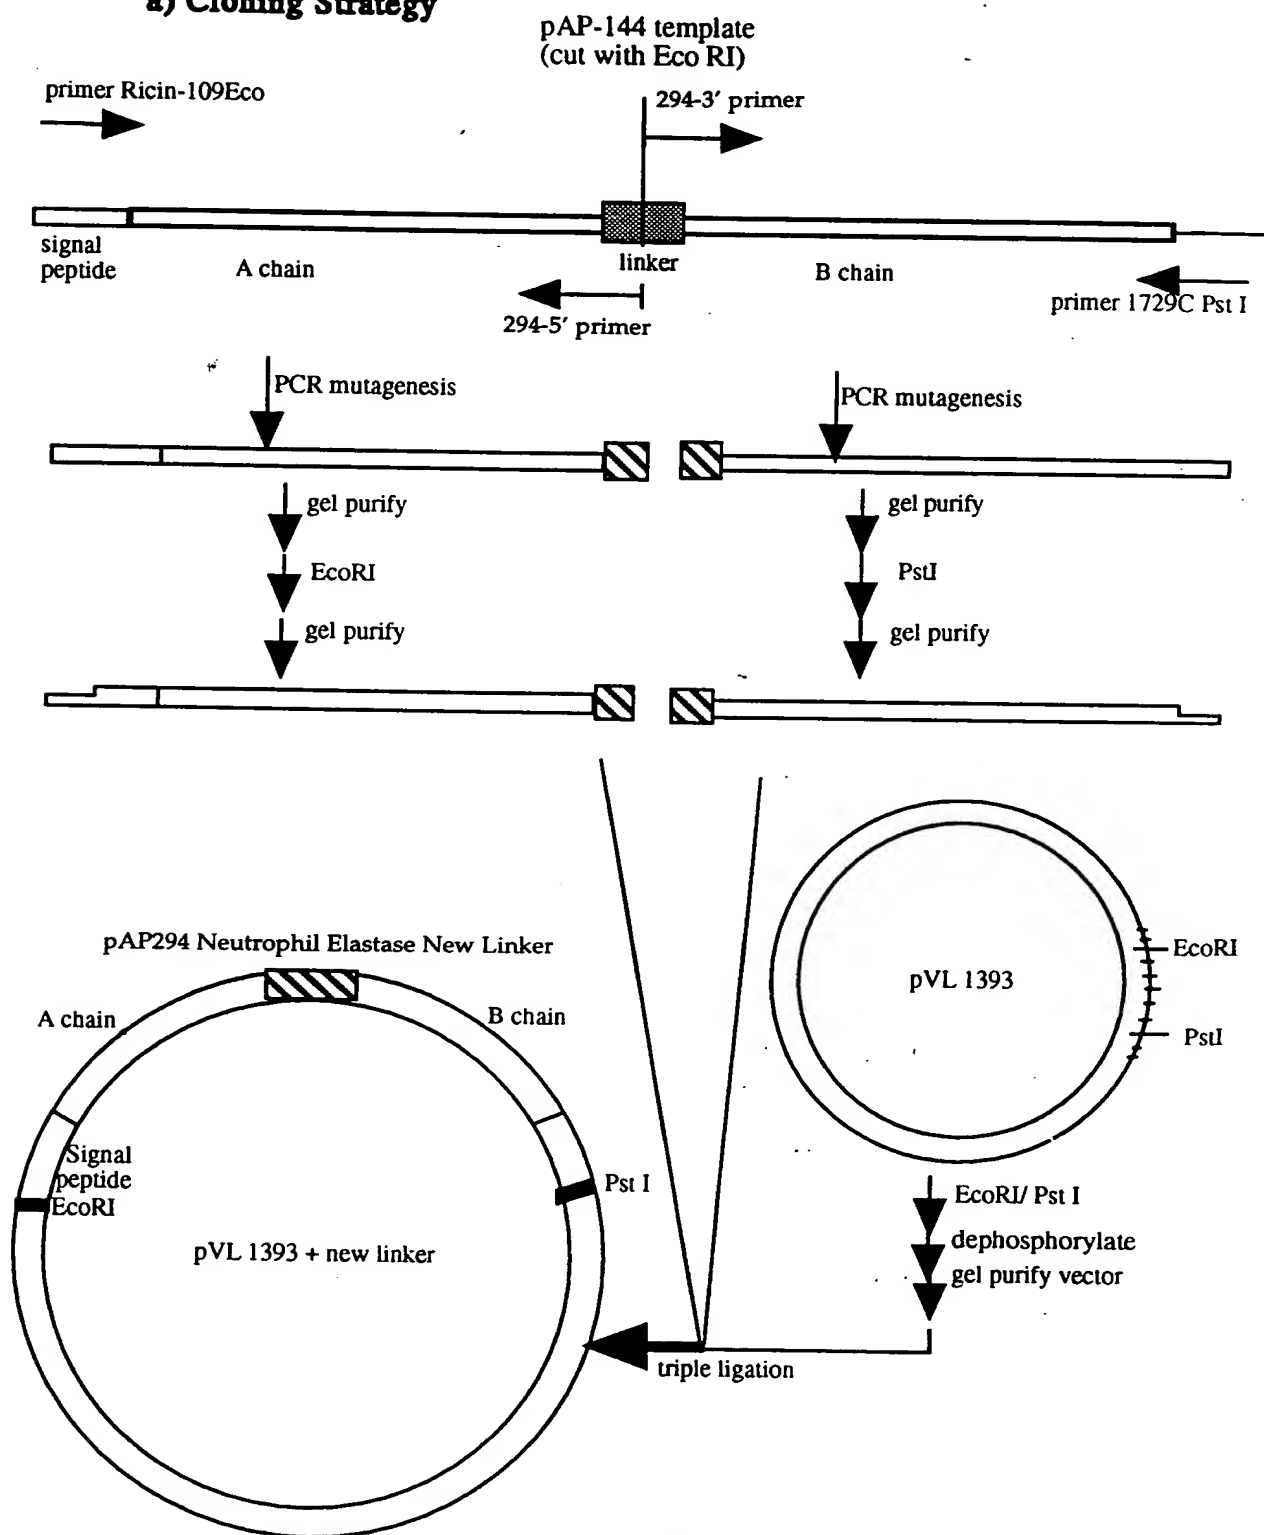 a) Cloning Strategy
pAP-144 template
(cut with Eco RI)
primer Ricin-109Eco
294-3′ primer
signal
peptide
A chain
linker
B chain
294-5′ primer
primer 1729C Pst I
PCR mutagenesis
PCR mutagenesis
gel purify
gel purify
EcoRI
PstI
gel purify
gel purify
pAP294 Neutrophil Elastase New Linker
A chain
B chain
pVL 1393
EcoRI
PstI
Signal
peptide
EcoRI
Pst I
pVL 1393 + new linker
EcoRI/ Pst I
dephosphorylate
gel purify vector
triple ligation